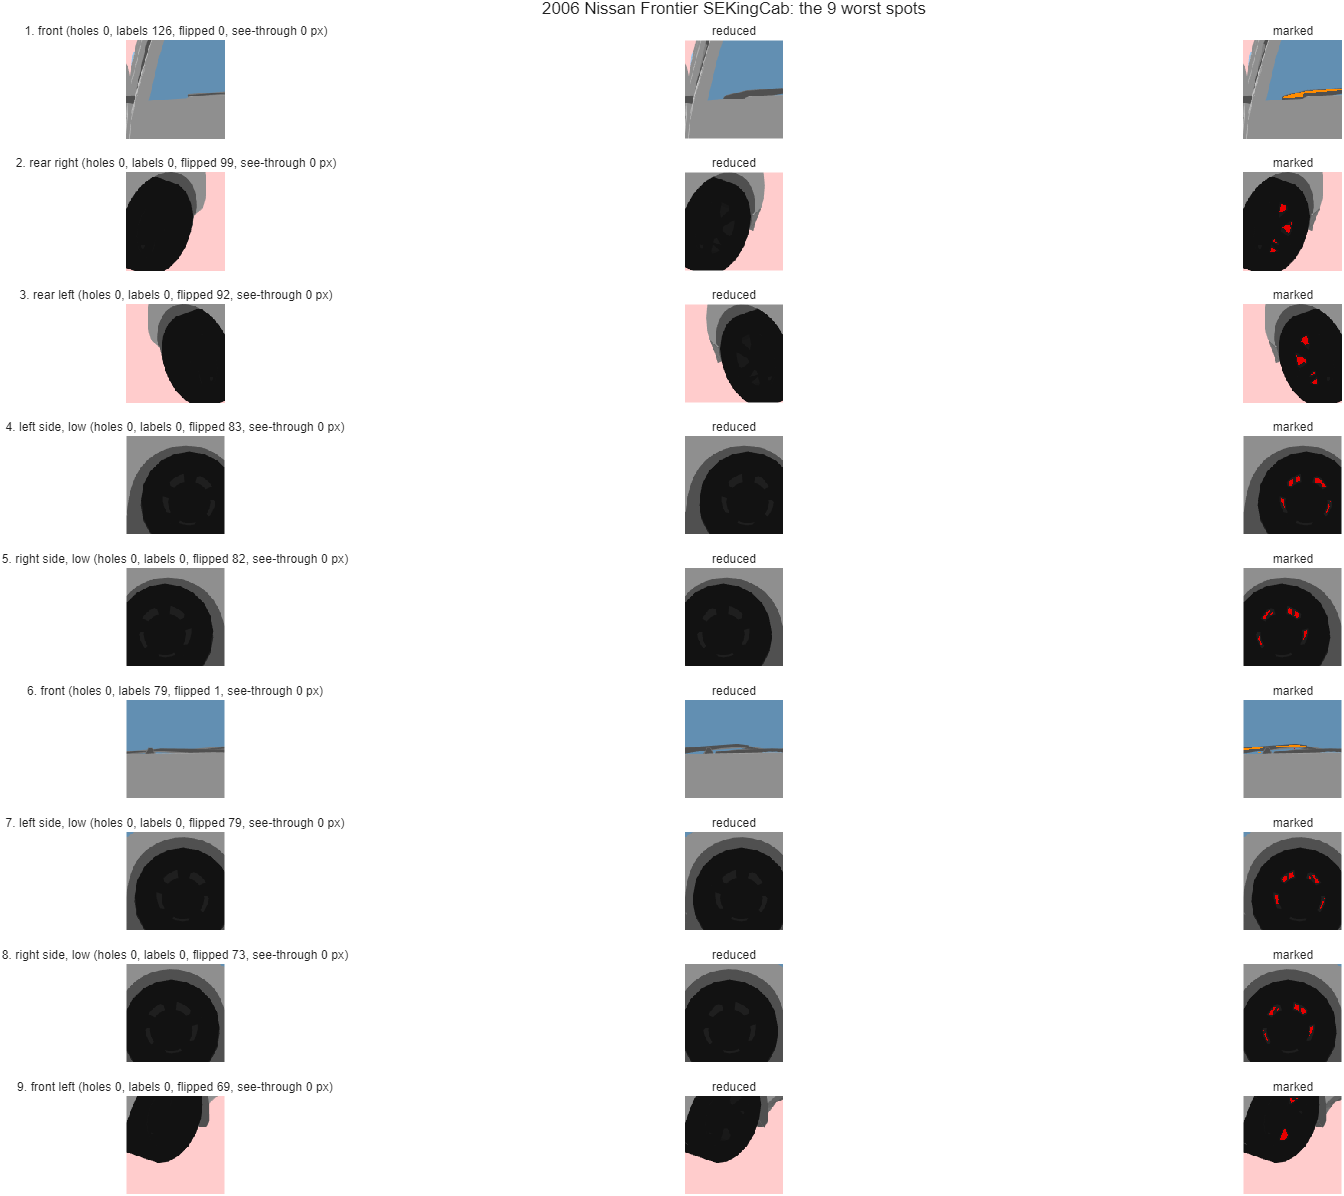 2006 Nissan Frontier SEKingCab: the 9 worst spots
1. front (holes 0, labels 126, flipped 0, see-through 0 px)
reduced
marked
2. rear right (holes 0, labels 0, flipped 99, see-through 0 px)
reduced
marked
3. rear left (holes 0, labels 0, flipped 92, see-through 0 px)
reduced
marked
4. left side, low (holes 0, labels 0, flipped 83, see-through 0 px)
reduced
marked
5. right side, low (holes 0, labels 0, flipped 82, see-through 0 px)
reduced
marked
6. front (holes 0, labels 79, flipped 1, see-through 0 px)
reduced
marked
7. left side, low (holes 0, labels 0, flipped 79, see-through 0 px)
reduced
marked
8. right side, low (holes 0, labels 0, flipped 73, see-through 0 px)
reduced
marked
9. front left (holes 0, labels 0, flipped 69, see-through 0 px)
reduced
marked